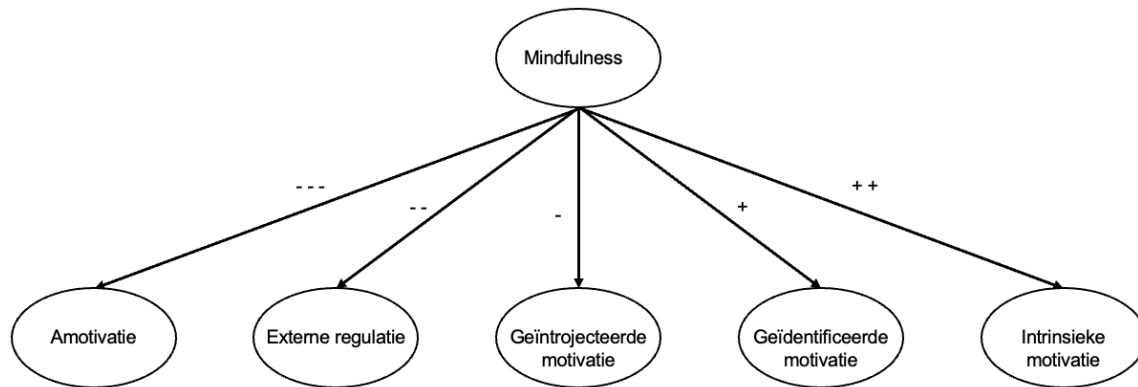 Mindfulness
- - -
- -
-
+
+ +
Amotivatie
Externe regulatie
Geïntrojecteerde
motivatie
Geïdentificeerde
motivatie
Intrinsieke
motivatie